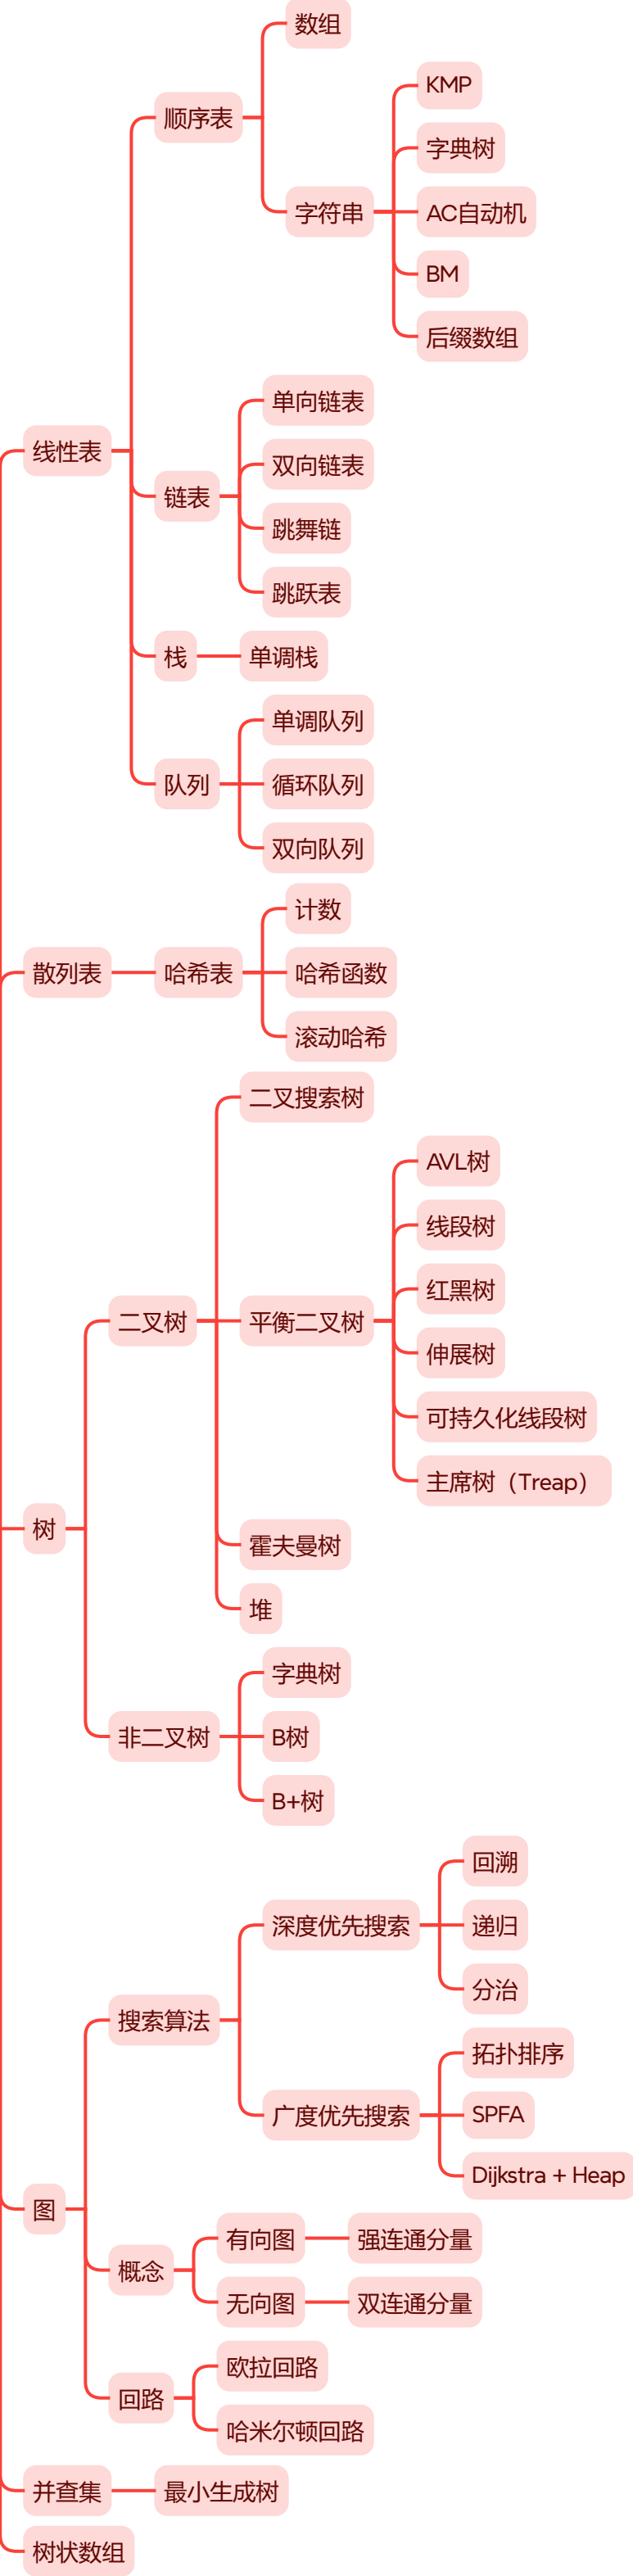 数组
KMP
顺序表
字典树
字符串
AC自动机
BM
后缀数组
单向链表
线性表
双向链表
链表
跳舞链
跳跃表
栈
单调栈
单调队列
队列
循环队列
双向队列
计数
散列表
哈希表
哈希函数
滚动哈希
二叉搜索树
AVL树
线段树
红黑树
二叉树
平衡二叉树
伸展树
可持久化线段树
主席树（Treap）
树
霍夫曼树
堆
字典树
非二叉树
B树
B+树
回溯
深度优先搜索
递归
分治
搜索算法
拓扑排序
广度优先搜索
SPFA
Dijkstra + Heap
图
有向图
强连通分量
概念
无向图
双连通分量
欧拉回路
回路
哈米尔顿回路
并查集
最小生成树
树状数组